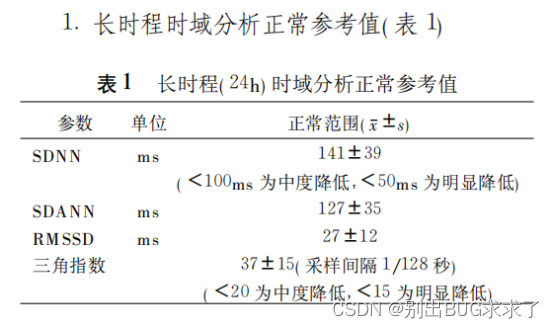 1. 长时程时域分析正常参考值(表1)
表1 长时程(24h)时域分析正常参考值
参数 单位 正常范围(x̄±s)
SDNN ms 141±39
(<100ms 为中度降低,<50ms 为明显降低)
SDANN ms 127±35
RMSSD ms 27±12
三角指数 37±15(采样间隔 1/128 秒)
(<20 为中度降低,<15 为明显降低)
CSDN @别出BUG求求了